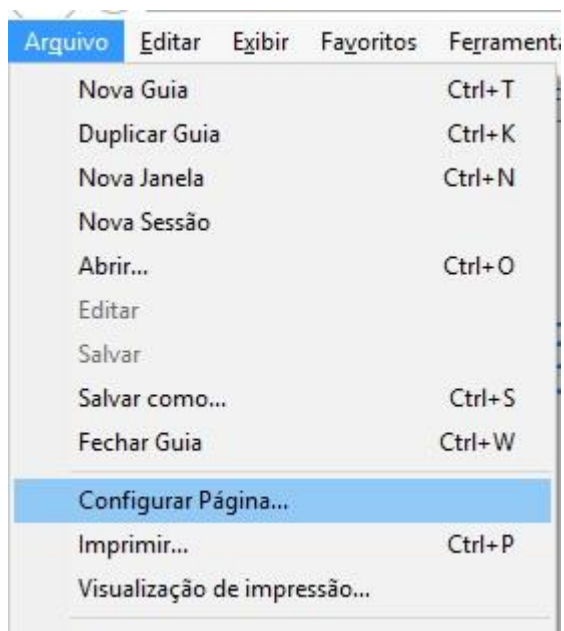 Arquivo Editar Exibir Favoritos Ferramenta
Nova Guia Ctrl+T
Duplicar Guia Ctrl+K
Nova Janela Ctrl+N
Nova Sessão
Abrir... Ctrl+O
Editar
Salvar
Salvar como... Ctrl+S
Fechar Guia Ctrl+W
Configurar Página...
Imprimir... Ctrl+P
Visualização de impressão...